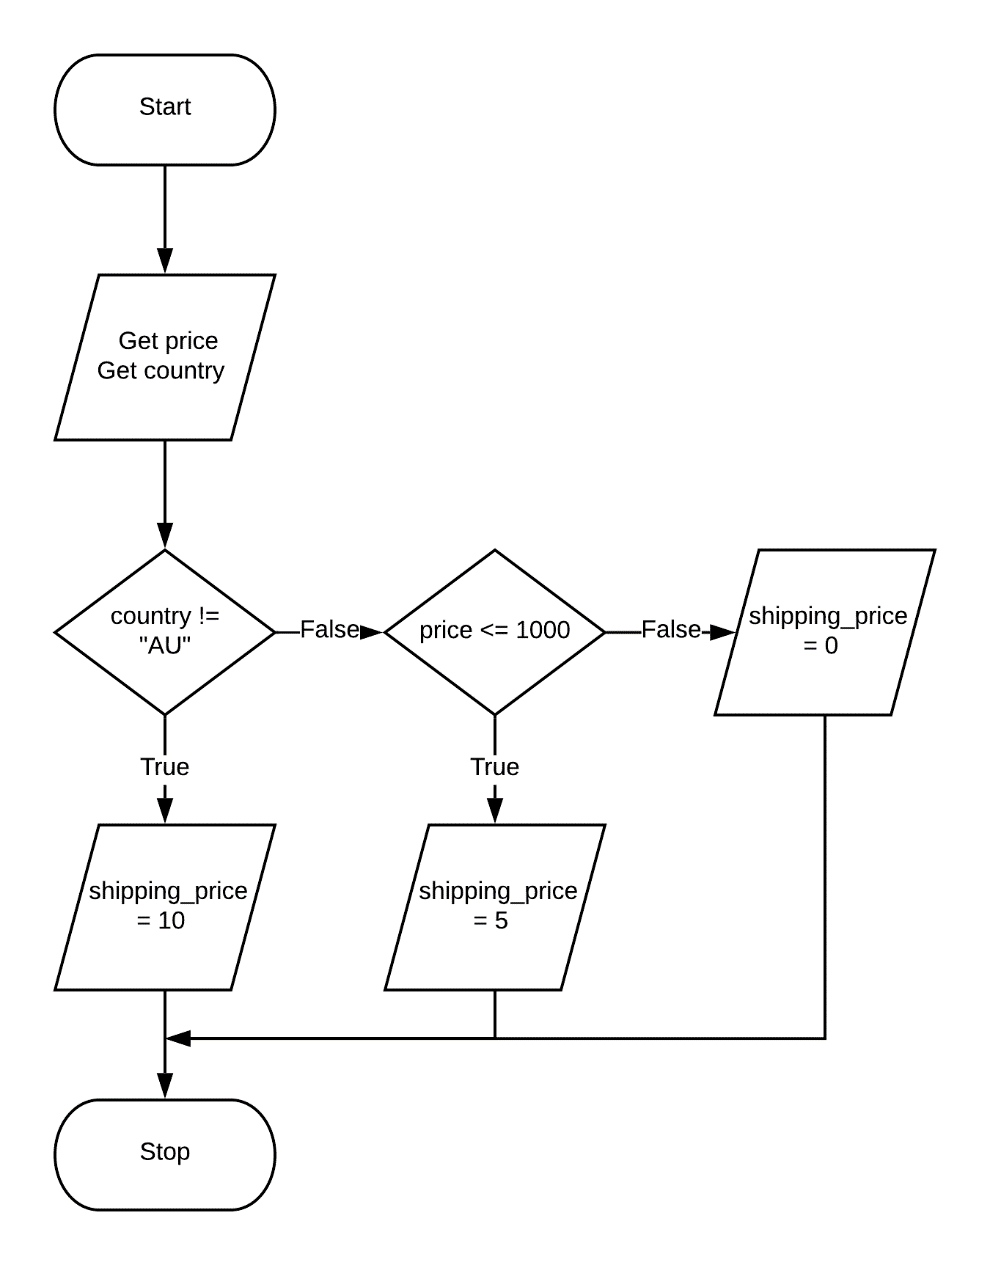 Start
Get price
Get country
country !=
"AU"
False
price <= 1000
False
shipping_price
= 0
True
True
shipping_price
= 10
shipping_price
= 5
Stop